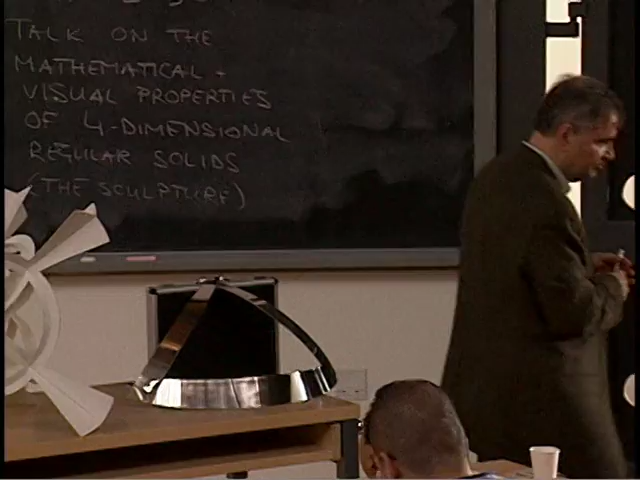 TALK ON THE
MATHEMATICAL +
VISUAL PROPERTIES
OF 4-DIMENSIONAL
REGULAR SOLIDS
(THE SCULPTURE)